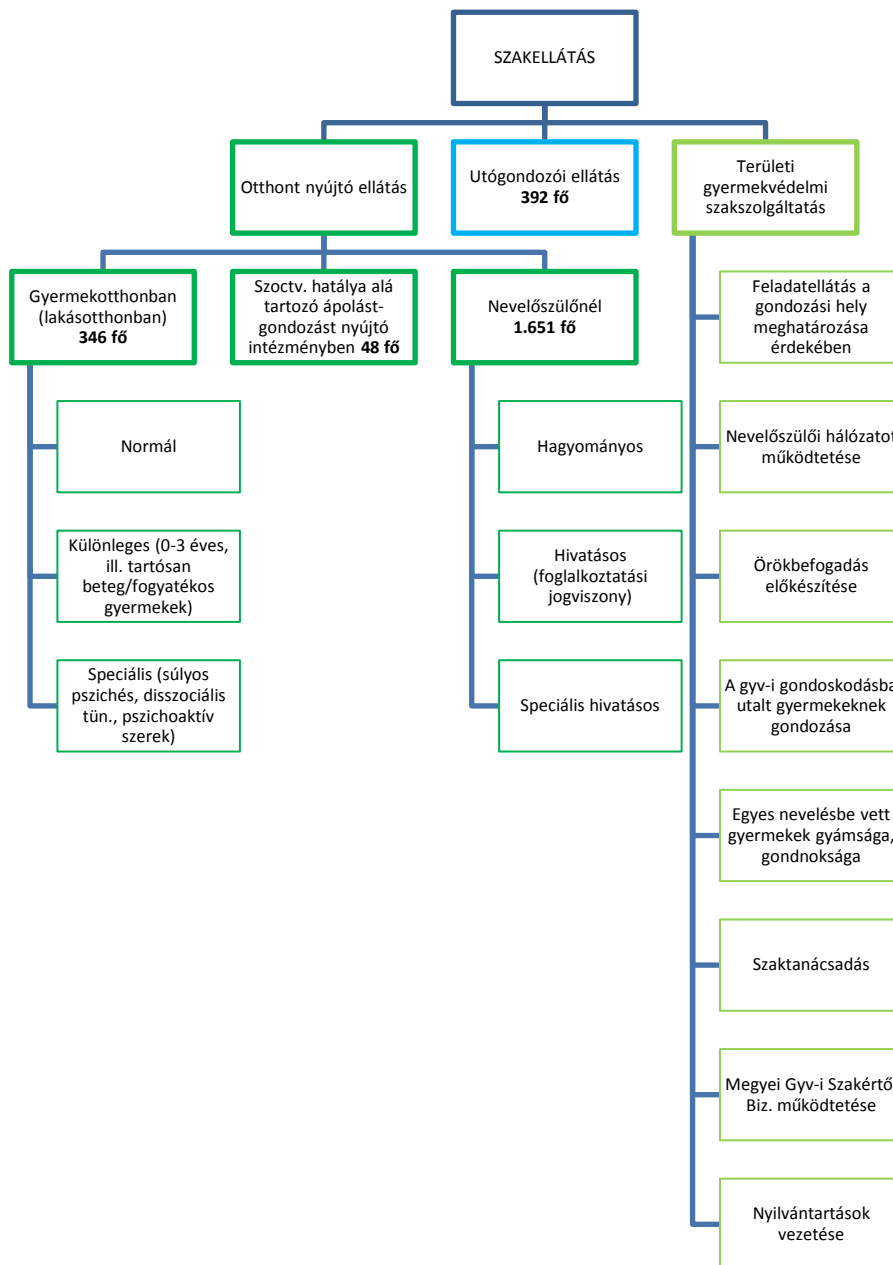 SZAKELLÁTÁS
Otthont nyújtó ellátás
Utógondozói ellátás
392 fő
Területi
gyermekvédelmi
szakszolgáltatás
Gyermekotthonban
(lakásotthonban)
346 fő
Szoctv. hatálya alá
tartozó ápolást-
gondozást nyújtó
intézményben 48 fő
Nevelőszülőnél
1.651 fő
Normál
Különleges (0-3 éves,
ill. tartósan
beteg/fogyatékos
gyermekek)
Speciális (súlyos
pszichés, disszociális
tün., pszichoaktív
szerek)
Hagyományos
Hivatásos
(foglalkoztatási
jogviszony)
Speciális hivatásos
Feladatellátás a
gondozási hely
meghatározása
érdekében
Nevelőszülői hálózatot
működtetése
Örökbefogadás
előkészítése
A gyv-i gondoskodásba
utalt gyermekeknek
gondozása
Egyes nevelésbe vett
gyermekek gyámsága,
gondnoksága
Szaktanácsadás
Megyei Gyv-i Szakértői
Biz. működtetése
Nyilvántartások
vezetése